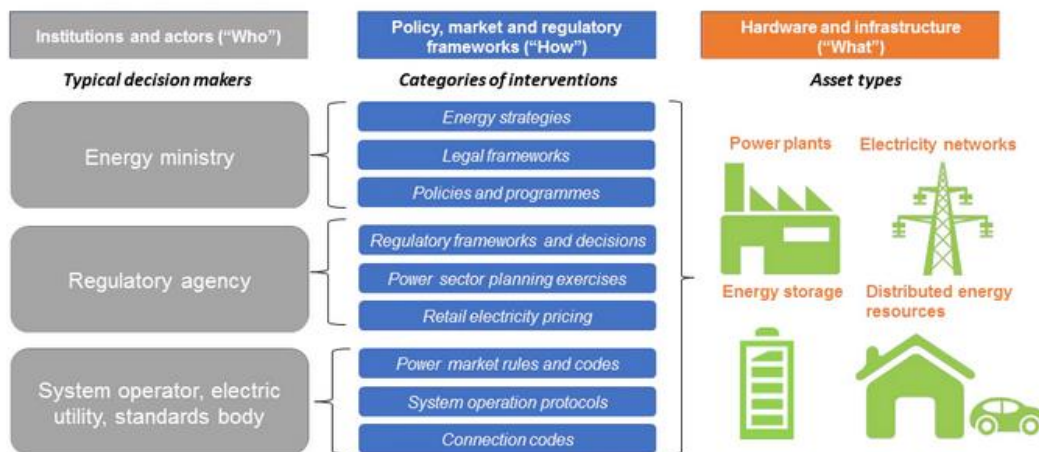 Institutions and actors (“Who”)
Policy, market and regulatory
frameworks (“How”)
Hardware and infrastructure
(“What”)
Typical decision makers
Categories of interventions
Asset types
Energy ministry
Energy strategies
Legal frameworks
Policies and programmes
Regulatory agency
Regulatory frameworks and decisions
Power sector planning exercises
Retail electricity pricing
System operator, electric
utility, standards body
Power market rules and codes
System operation protocols
Connection codes
Power plants
Electricity networks
Energy storage
Distributed energy
resources